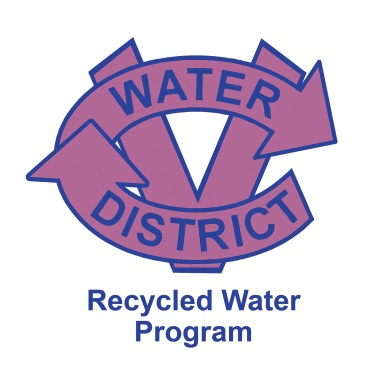 WATER
V
DISTRICT
Recycled Water
Program